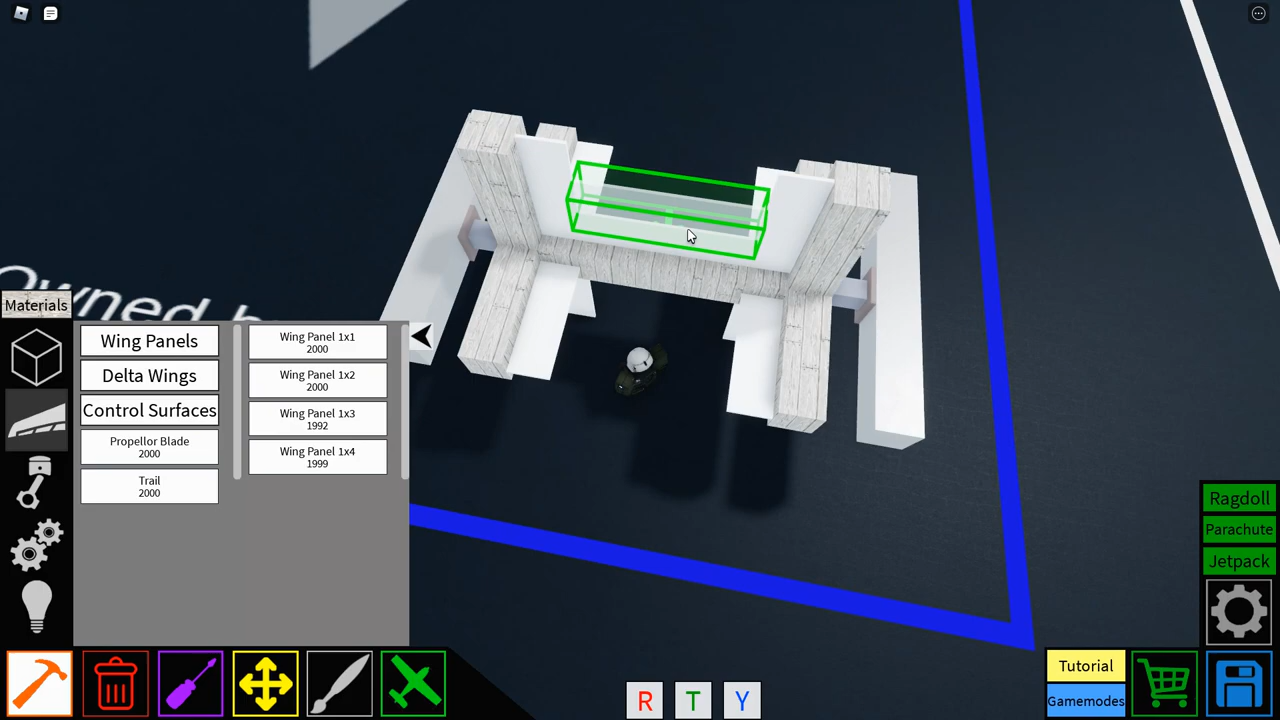 Owned b
Materials
Wing Panels
Delta Wings
Control Surfaces
Propellor Blade
2000
Trail
2000
Wing Panel 1x1
2000
Wing Panel 1x2
2000
Wing Panel 1x3
1992
Wing Panel 1x4
1999
Ragdoll
Parachute
Jetpack
Tutorial
Gamemodes
R T Y